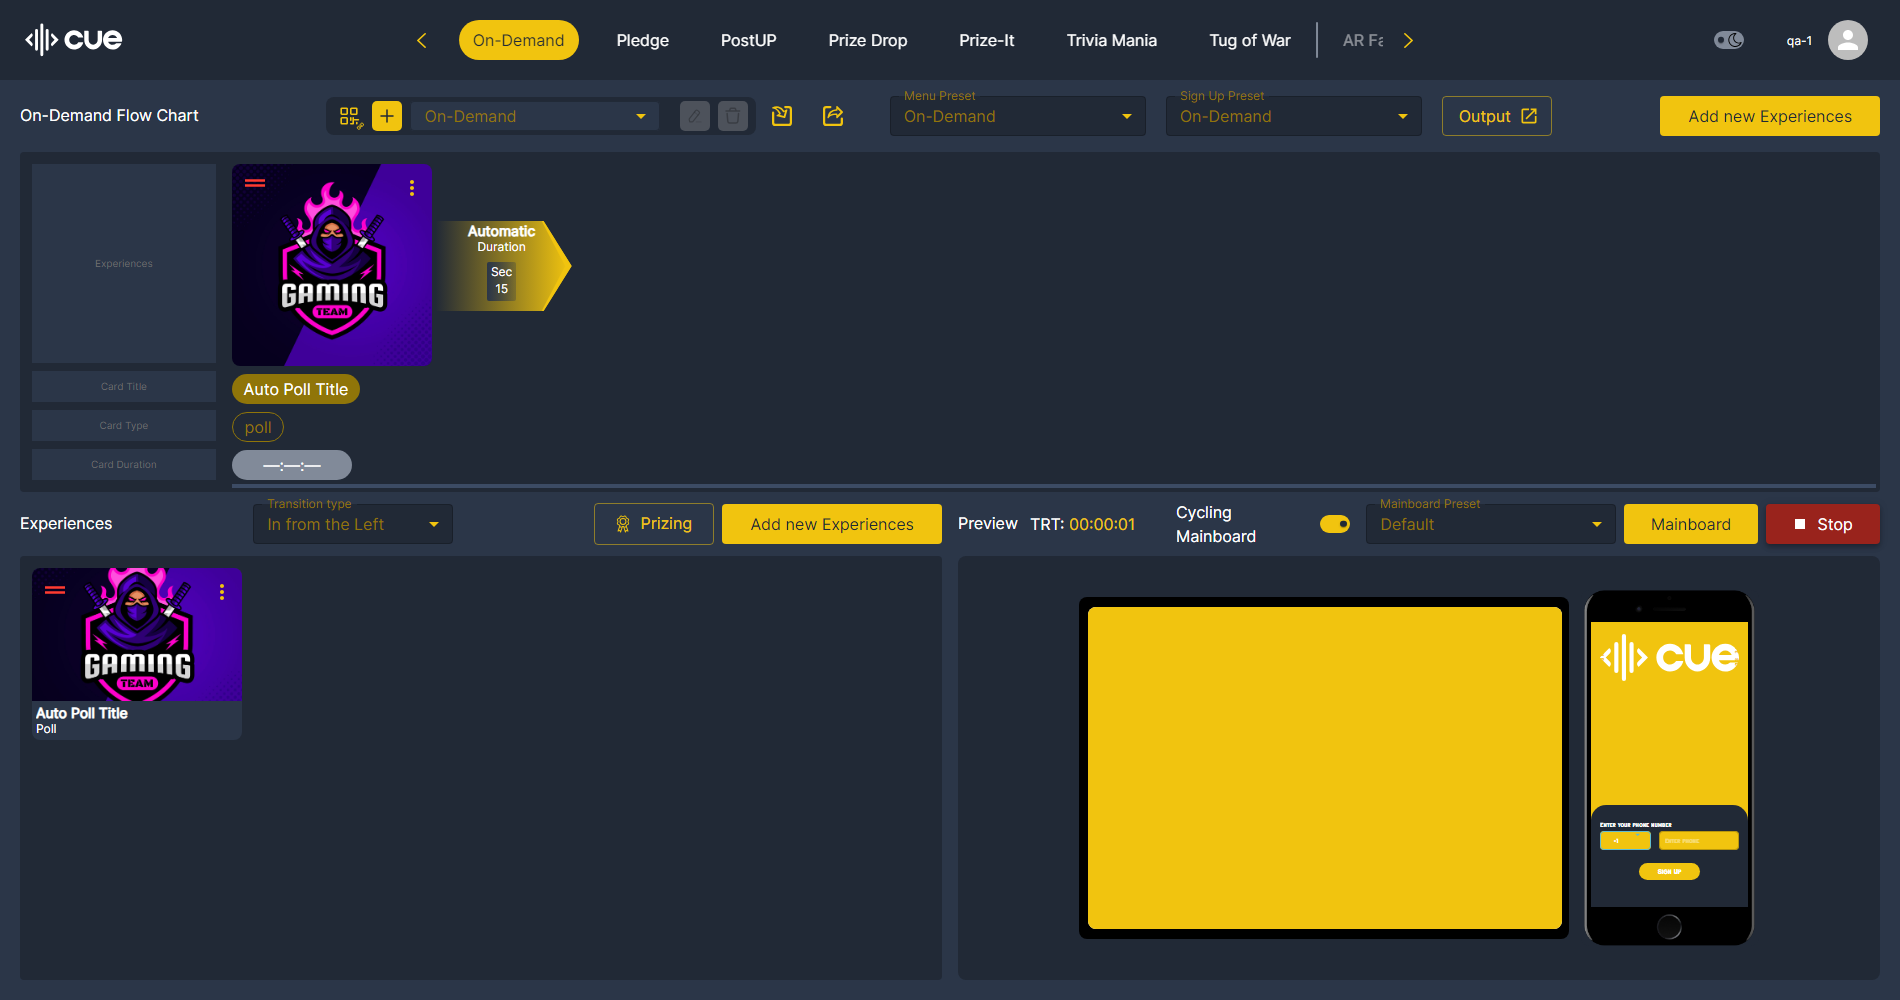 cue
On-Demand
Pledge
PostUP
Prize Drop
Prize-It
Trivia Mania
Tug of War
AR Fa
qa-1
On-Demand Flow Chart
On-Demand
Menu Preset
On-Demand
Sign Up Preset
On-Demand
Output
Add new Experiences
Experiences
GAMING
TEAM
Automatic
Duration
Sec
15
Card Title
Auto Poll Title
Card Type
poll
Card Duration
—:—:—
Experiences
Transition type
In from the Left
Prizing
Add new Experiences
Preview
TRT: 00:00:01
Cycling
Mainboard
Mainboard Preset
Default
Mainboard
Stop
GAMING
TEAM
Auto Poll Title
Poll
cue
Enter your phone number
+1
Enter phone
Sign up